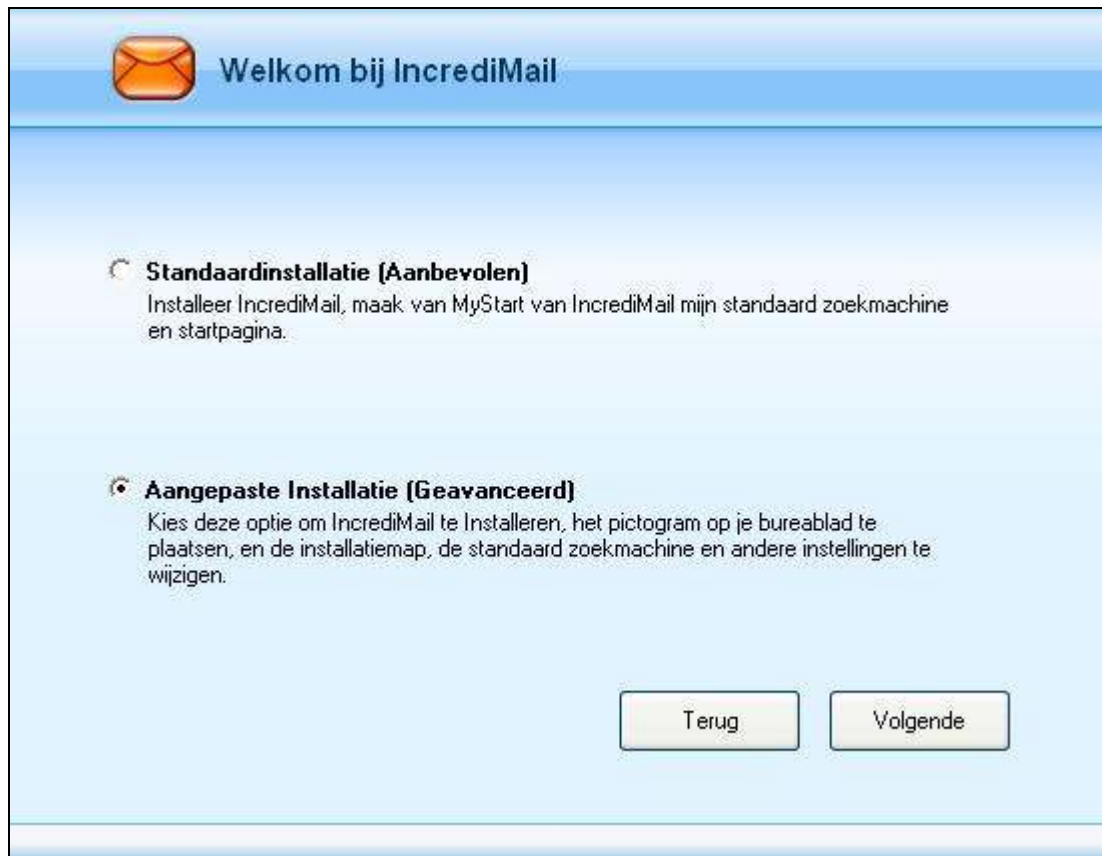 Welkom bij IncrediMail
Standaardinstallatie (Aanbevolen)
Installeer IncrediMail, maak van MyStart van IncrediMail mijn standaard zoekmachine
en startpagina.
Aangepaste Installatie (Geavanceerd)
Kies deze optie om IncrediMail te Installeren, het pictogram op je bureablad te
plaatsen, en de installatiemap, de standaard zoekmachine en andere instellingen te
wijzigen.
Terug
Volgende